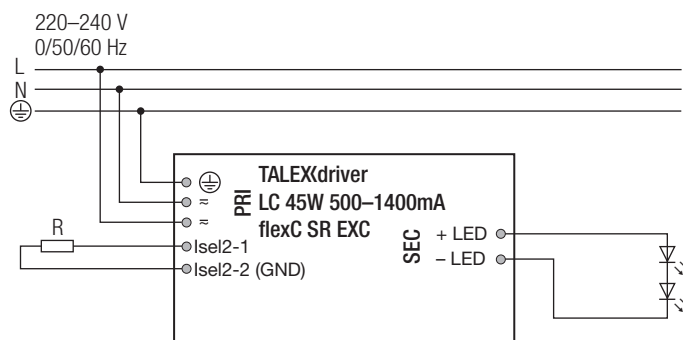 220–240 V
0/50/60 Hz
L
N
PRI
≂
≂
TALEXXdriver
LC 45W 500–1400mA
flexC SR EXC
R
Isel2-1
Isel2-2 (GND)
SEC
+ LED
– LED